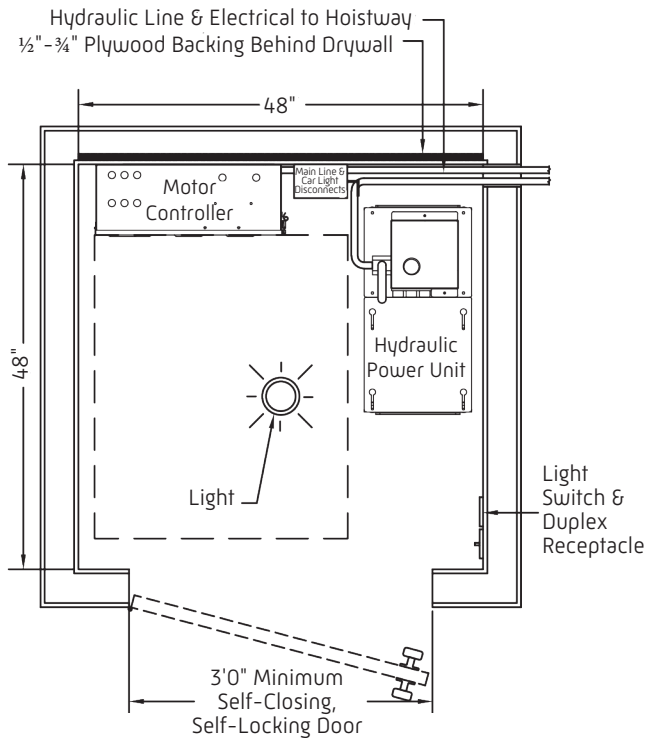 Hydraulic Line & Electrical to Hoistway
½"-¾" Plywood Backing Behind Drywall
48"
Motor
Controller
Main Line &
Car Light
Disconnects
48"
Hydraulic
Power Unit
Light
Light
Switch &
Duplex
Receptacle
3'0" Minimum
Self-Closing,
Self-Locking Door